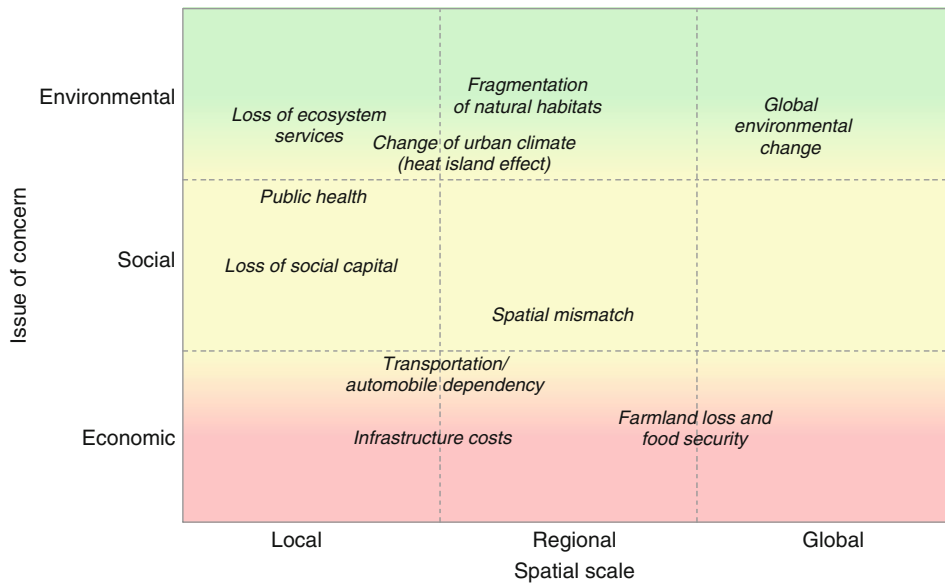 Environmental
Fragmentation
of natural habitats
Loss of ecosystem
services
Global
environmental
change
Change of urban climate
(heat island effect)
Issue of concern
Public health
Social
Loss of social capital
Spatial mismatch
Transportation/
automobile dependency
Economic
Infrastructure costs
Farmland loss and
food security
Local
Regional
Global
Spatial scale